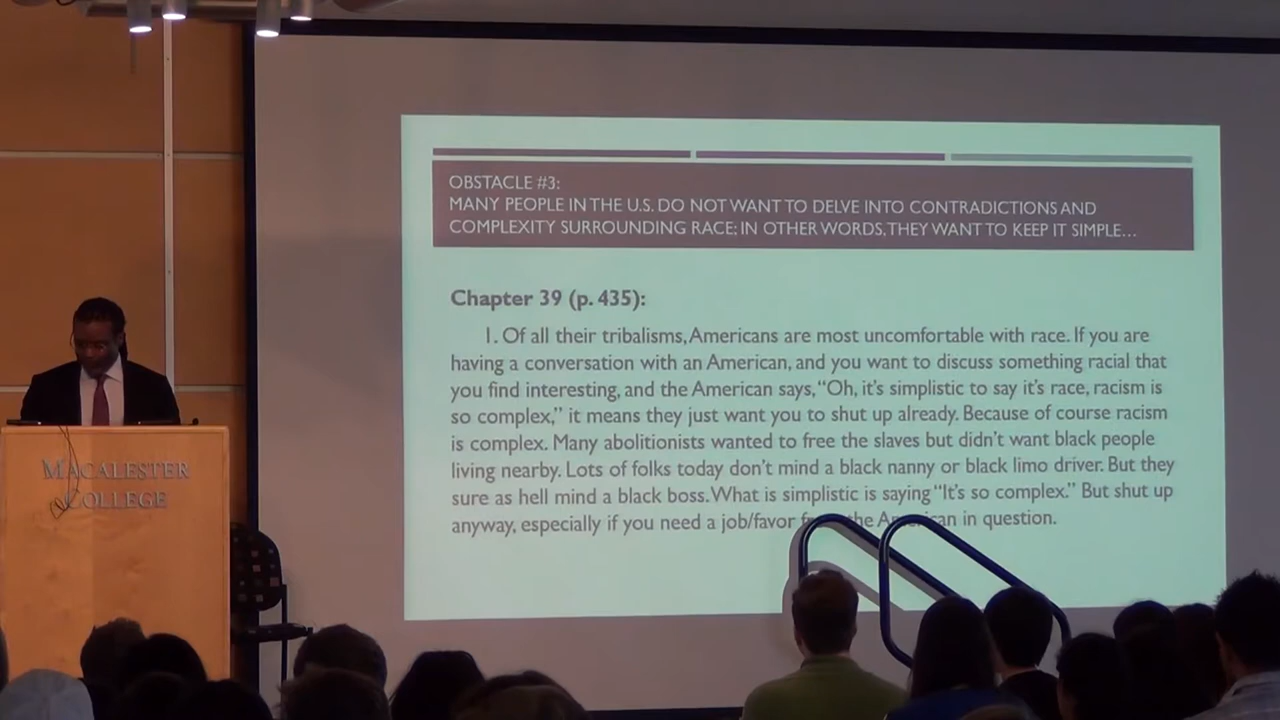 OBSTACLE #3:
MANY PEOPLE IN THE U.S. DO NOT WANT TO DELVE INTO CONTRADICTIONS AND
COMPLEXITY SURROUNDING RACE; IN OTHER WORDS, THEY WANT TO KEEP IT SIMPLE...
Chapter 39 (p. 435):
1. Of all their tribalisms, Americans are most uncomfortable with race. If you are
having a conversation with an American, and you want to discuss something racial that
you find interesting, and the American says, “Oh, it’s simplistic to say it’s race, racism is
so complex,” it means they just want you to shut up already. Because of course racism
is complex. Many abolitionists wanted to free the slaves but didn’t want black people
living nearby. Lots of folks today don’t mind a black nanny or black limo driver. But they
sure as hell mind a black boss. What is simplistic is saying “It’s so complex.” But shut up
anyway, especially if you need a job/favor from the American in question.
MACALESTER
COLLEGE